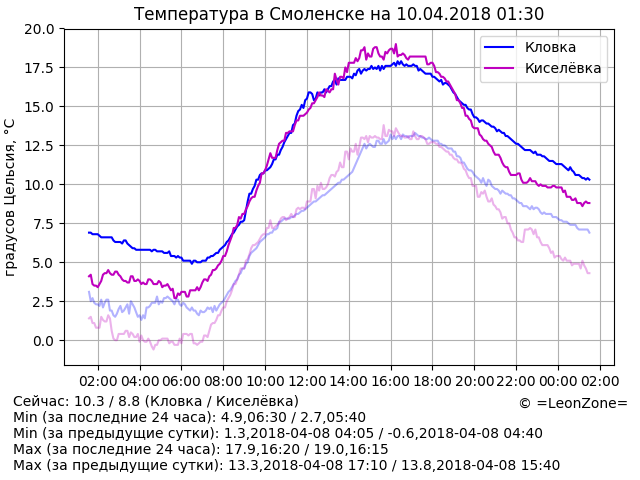 Температура в Смоленске на 10.04.2018 01:30
градусов Цельсия, °C
20.0
17.5
15.0
12.5
10.0
7.5
5.0
2.5
0.0
Кловка
Киселёвка
02:00 04:00 06:00 08:00 10:00 12:00 14:00 16:00 18:00 20:00 22:00 00:00 02:00
Сейчас: 10.3 / 8.8 (Кловка / Киселёвка)
© =LeonZone=
Min (за последние 24 часа): 4.9,06:30 / 2.7,05:40
Min (за предыдущие сутки): 1.3,2018-04-08 04:05 / -0.6,2018-04-08 04:40
Max (за последние 24 часа): 17.9,16:20 / 19.0,16:15
Max (за предыдущие сутки): 13.3,2018-04-08 17:10 / 13.8,2018-04-08 15:40